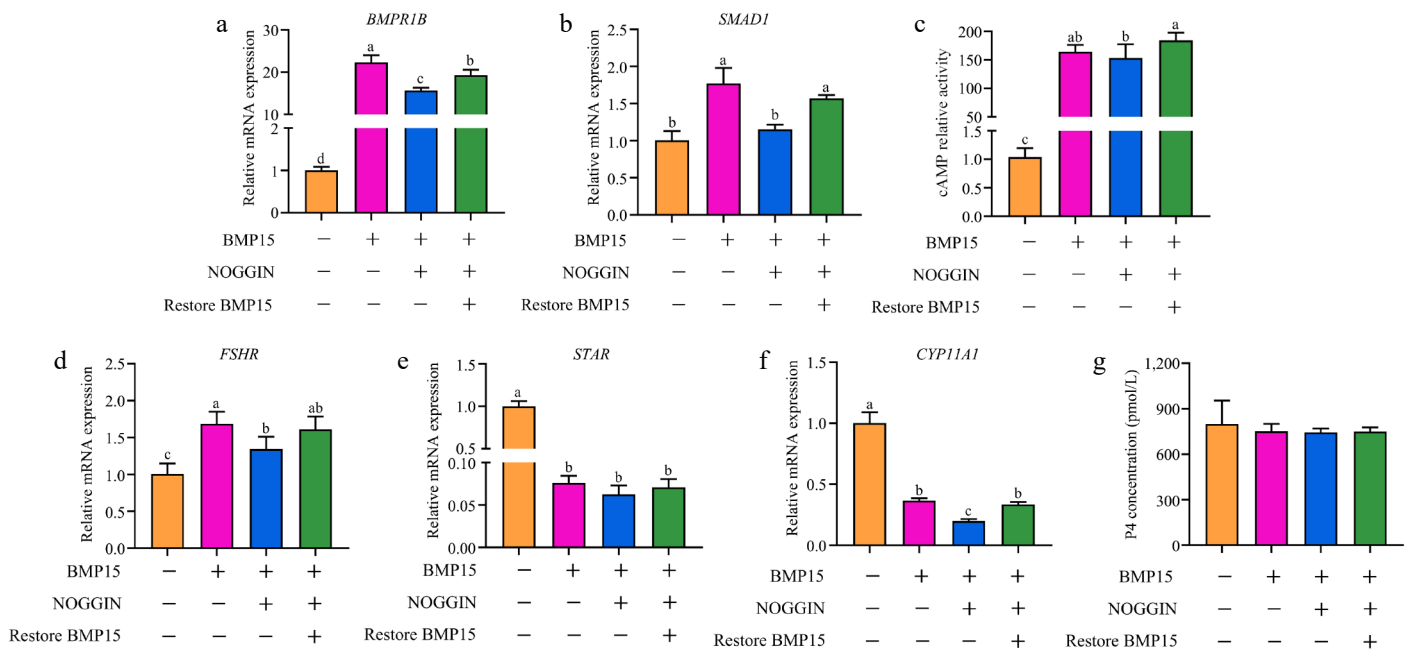 a
BMPR1B
Relative mRNA expression
30
20
10
2
1
0
d
a
c
b
BMP15 − + + +
NOGGIN − − + +
Restore BMP15 − − − +
b
SMAD1
Relative mRNA expression
2.5
2.0
1.5
1.0
0.5
0.0
b
a
b
a
BMP15 − + + +
NOGGIN − − + +
Restore BMP15 − − − +
c
cAMP relative activity
200
150
100
50
1.5
1.0
0.5
0.0
c
ab
b
a
BMP15 − + + +
NOGGIN − − + +
Restore BMP15 − − − +
d
FSHR
Relative mRNA expression
2.5
2.0
1.5
1.0
0.5
0.0
c
a
b
ab
BMP15 − + + +
NOGGIN − − + +
Restore BMP15 − − − +
e
STAR
Relative mRNA expression
1.5
1.0
0.5
0.10
0.05
0.00
a
b
b
b
BMP15 − + + +
NOGGIN − − + +
Restore BMP15 − − − +
f
CYP11A1
Relative mRNA expression
1.5
1.0
0.5
0.0
a
b
c
b
BMP15 − + + +
NOGGIN − − + +
Restore BMP15 − − − +
g
P4 concentration (pmol/L)
1,200
900
600
300
0
BMP15 − + + +
NOGGIN − − + +
Restore BMP15 − − − +